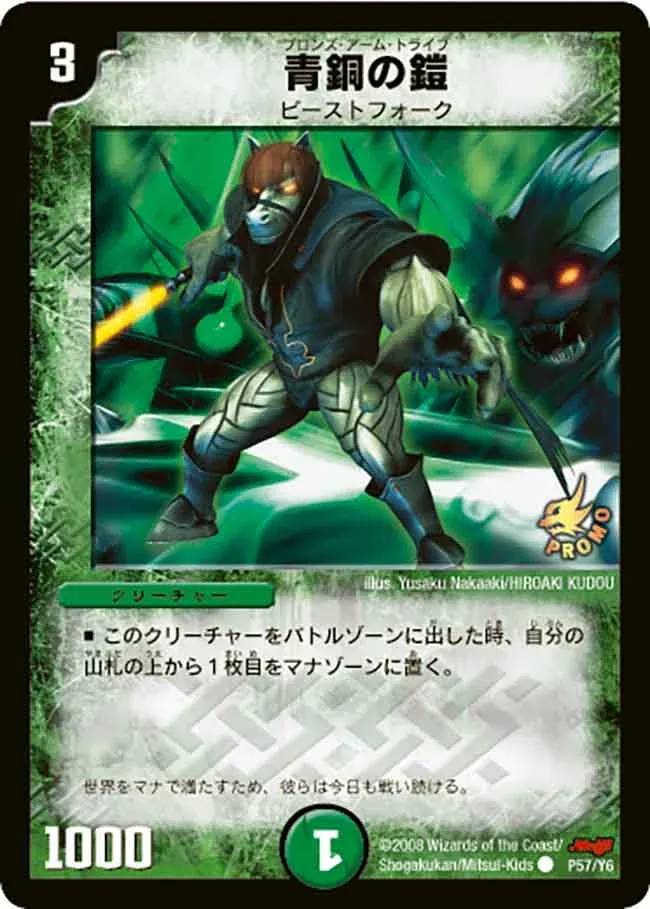 3
ブロンズ・アーム・トライブ
青銅の鎧
ビーストフォーク
PROMO
illus. Yusaku Nakaaki/HIROAKI KUDOU
クリーチャー
■ このクリーチャーをバトルゾーンに出した時、自分の
山札の上から1枚目をマナゾーンに置く。
世界をマナで満たすため、彼らは今日も戦い続ける。
1000
1
©2008 Wizards of the Coast/
Shogakukan/Mitsui-Kids
P57/Y6